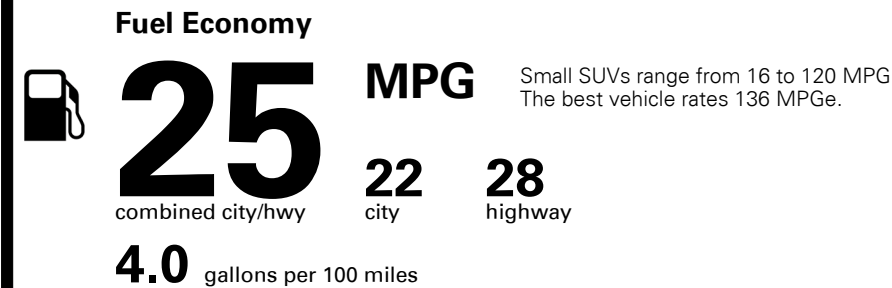 Fuel Economy
25 MPG
Small SUVs range from 16 to 120 MPG
The best vehicle rates 136 MPGe.
22 28
combined city/hwy city highway
4.0 gallons per 100 miles